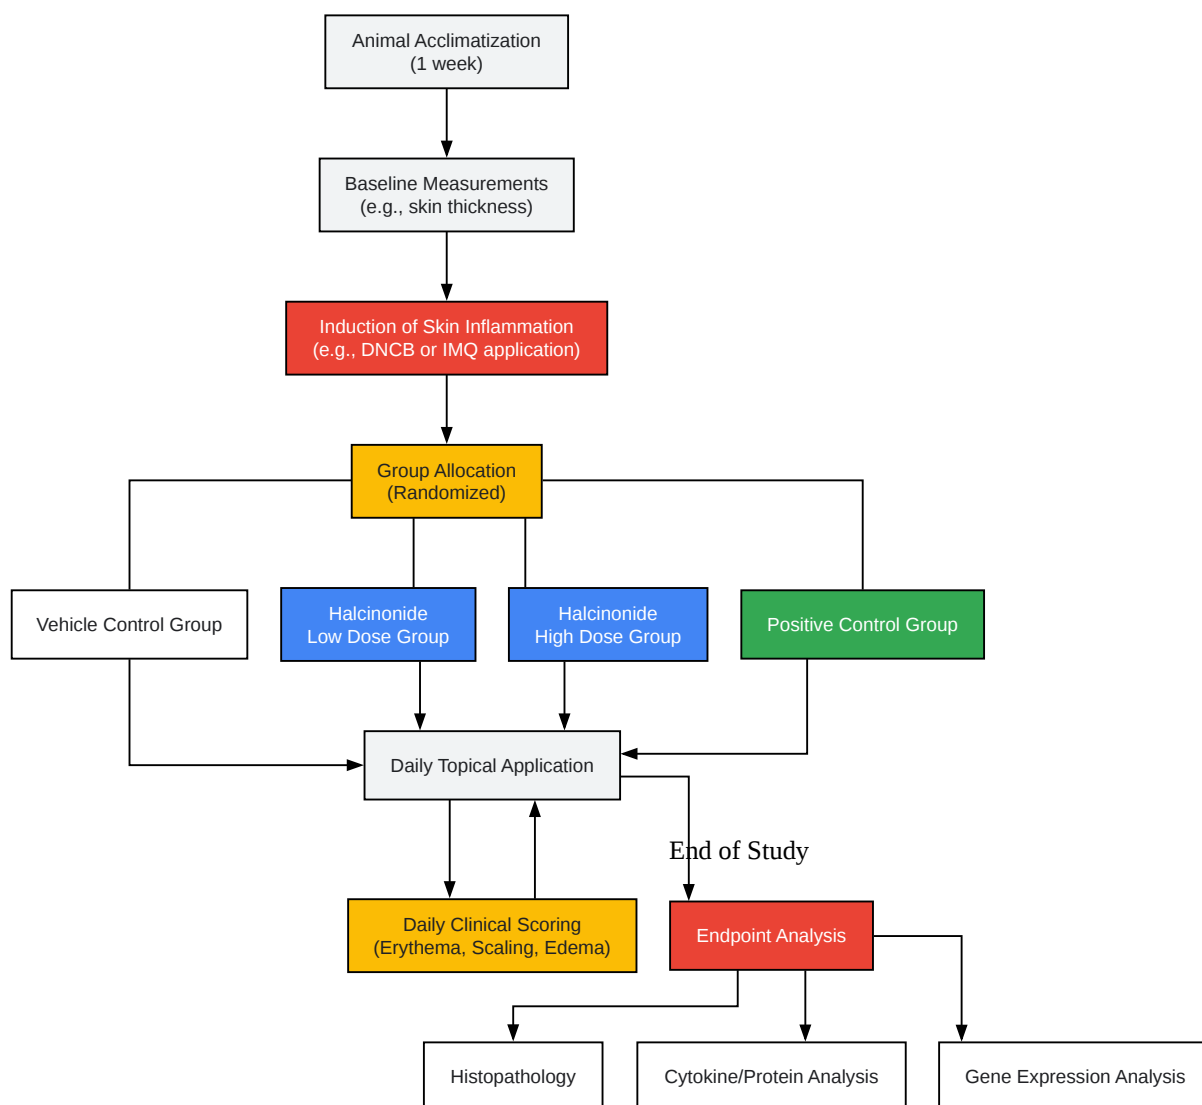 Animal Acclimatization
(1 week)
Baseline Measurements
(e.g., skin thickness)
Induction of Skin Inflammation
(e.g., DNCB or IMQ application)
Group Allocation
(Randomized)
Vehicle Control Group
Halcinonide
Low Dose Group
Halcinonide
High Dose Group
Positive Control Group
Daily Topical Application
End of Study
Daily Clinical Scoring
(Erythema, Scaling, Edema)
Endpoint Analysis
Histopathology
Cytokine/Protein Analysis
Gene Expression Analysis